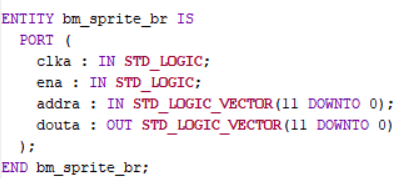 ENTITY bm_sprite_br IS
  PORT (
    clka : IN STD_LOGIC;
    ena : IN STD_LOGIC;
    addra : IN STD_LOGIC_VECTOR(11 DOWNTO 0);
    douta : OUT STD_LOGIC_VECTOR(11 DOWNTO 0)
  );
END bm_sprite_br;